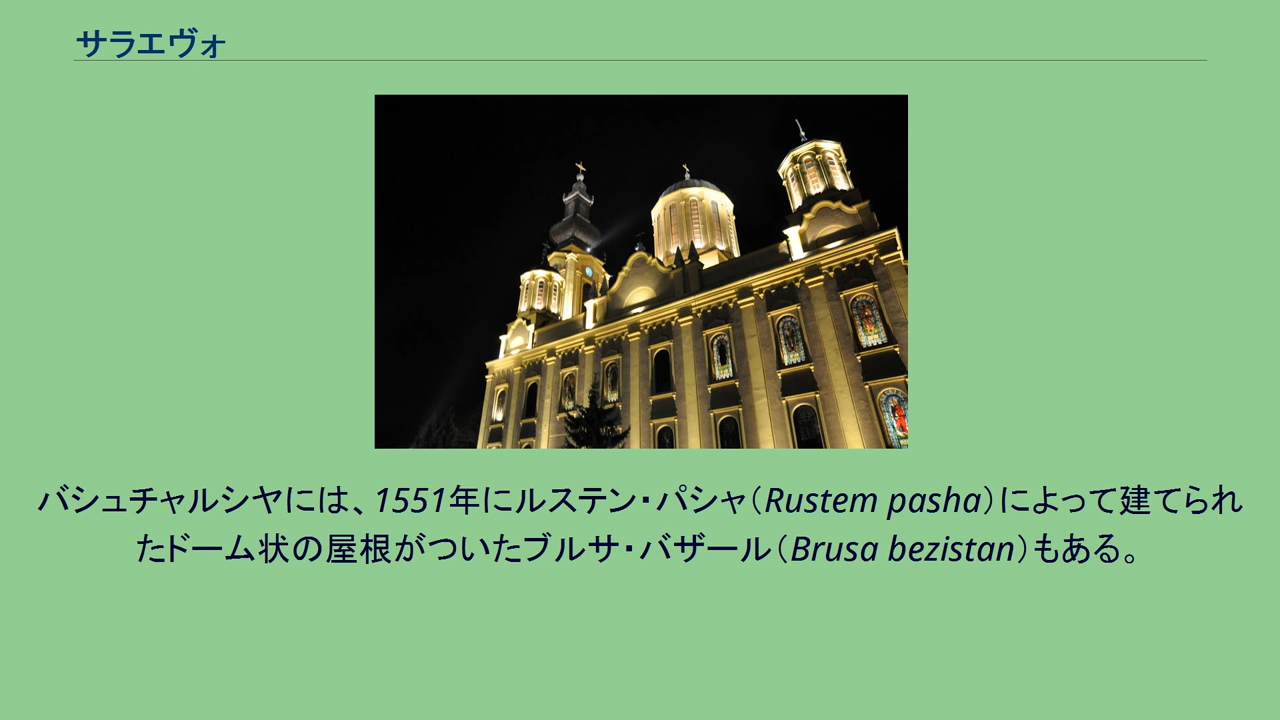 サラエヴォ
バシュチャルシヤには、1551年にルステン・パシャ（Rustem pasha）によって建てられ
たドーム状の屋根がついたブルサ・バザール（Brusa bezistan）もある。